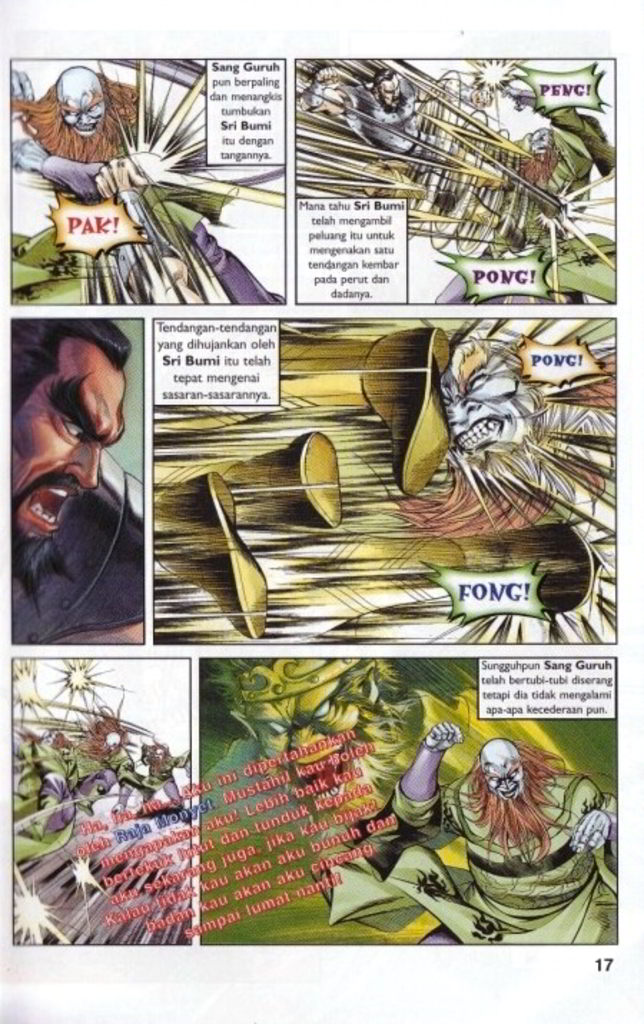 Sang Guruh
pun berpaling
dan menangkis
tumbukan
Sri Bumi
itu dengan
tangannya.
PAK!
PENG!
Mana tahu Sri Bumi
telah mengambil
peluang itu untuk
mengenakan satu
tendangan kembar
pada perut dan
dadanya.
PONG!
Tendangan-tendangan
yang dihujankan oleh
Sri Bumi itu telah
tepat mengenai
sasaran-sasarannya.
PONG!
FONG!
Sungguhpun Sang Guruh
telah bertubi-tubi diserang
tetapi dia tidak mengalami
apa-apa kecederaan pun.
Ha, ha, ha... Aku ini dipertahankan
oleh Raja Monyet. Mustahil kau boleh
mengapakan aku! Lebih baik kau
bertekuk lutut dan tunduk kepada
aku sekarang juga, jika kau enggan.
Kalau tidak kau akan aku bunuh dan
badan kau akan aku cincang
sampai lumat nanti!
17